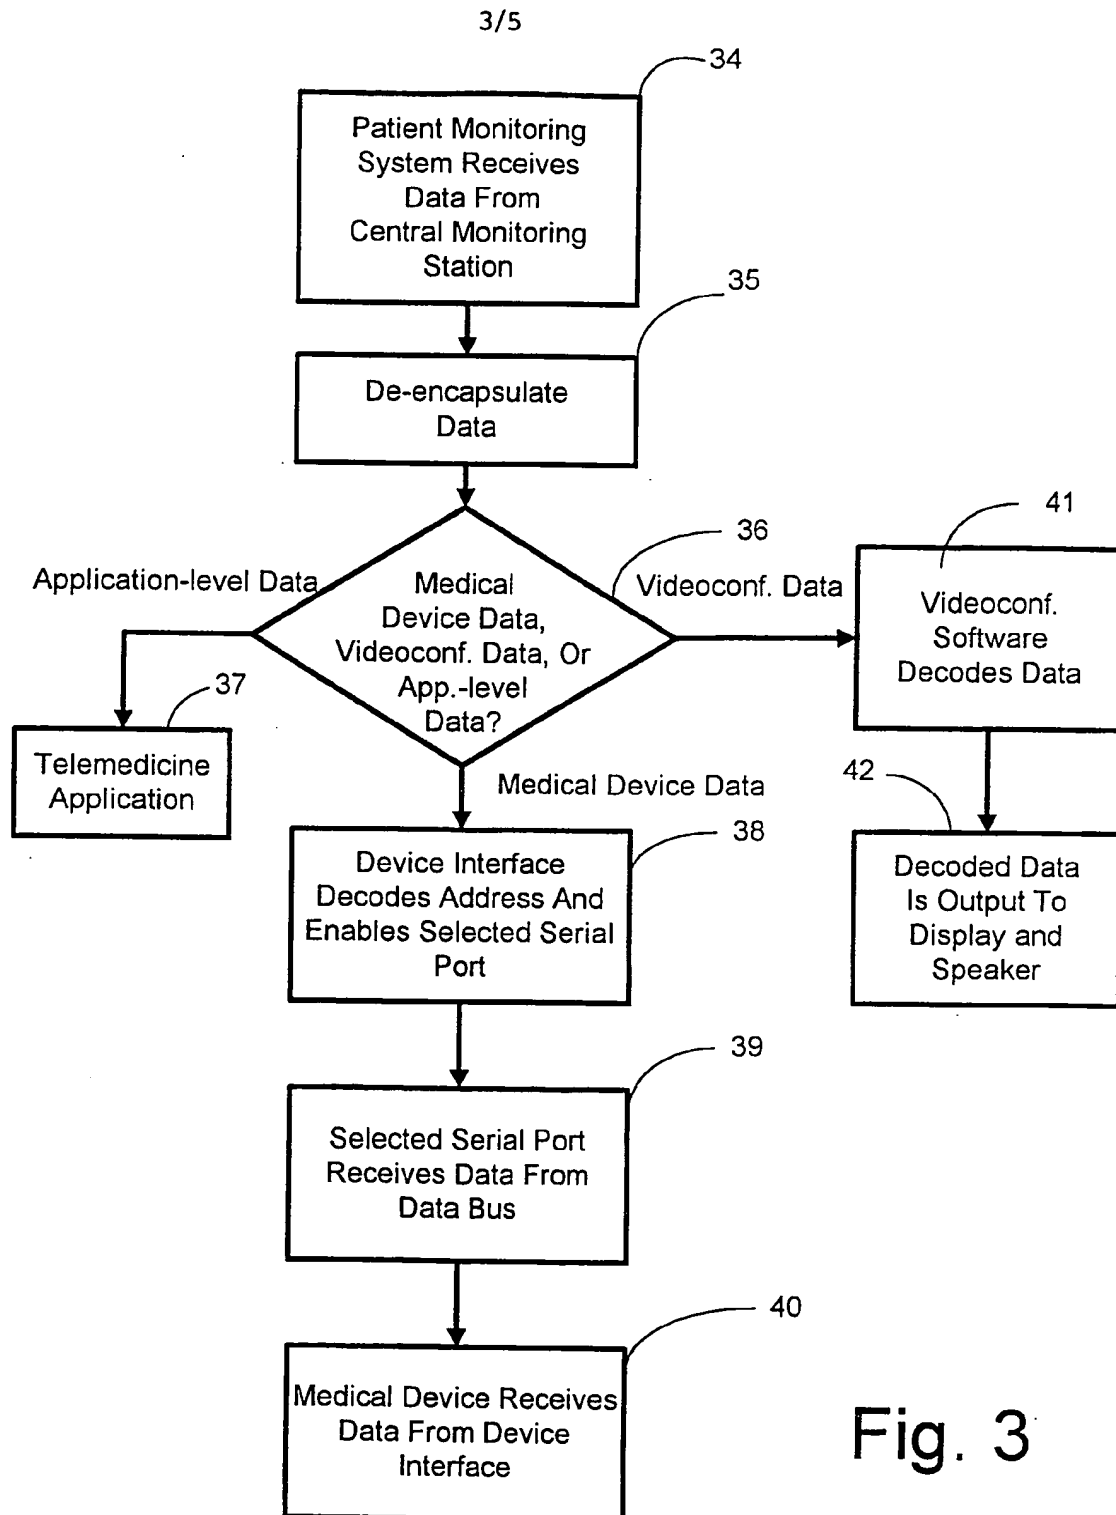 3/5
34
Patient Monitoring
System Receives
Data From
Central Monitoring
Station
35
De-encapsulate
Data
36
Application-level Data
Medical
Device Data,
Videoconf. Data, Or
App.-level
Data?
Videoconf. Data
41
Videoconf.
Software
Decodes Data
37
Telemedicine
Application
Medical Device Data
42
Decoded Data
Is Output To
Display and
Speaker
38
Device Interface
Decodes Address And
Enables Selected Serial
Port
39
Selected Serial Port
Receives Data From
Data Bus
40
Medical Device Receives
Data From Device
Interface
Fig. 3